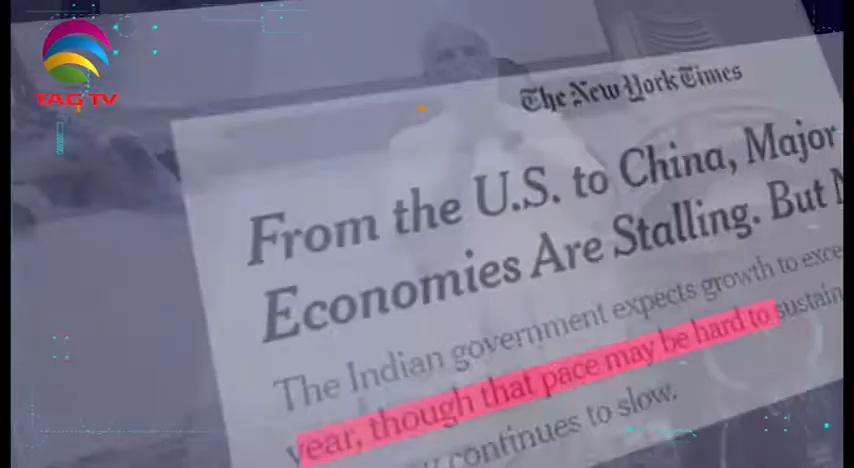 TAG TV
The New York Times
From the U.S. to China, Major
Economies Are Stalling. But
The Indian government expects growth to exce
year, though that pace may be hard to sustain
continues to slow.